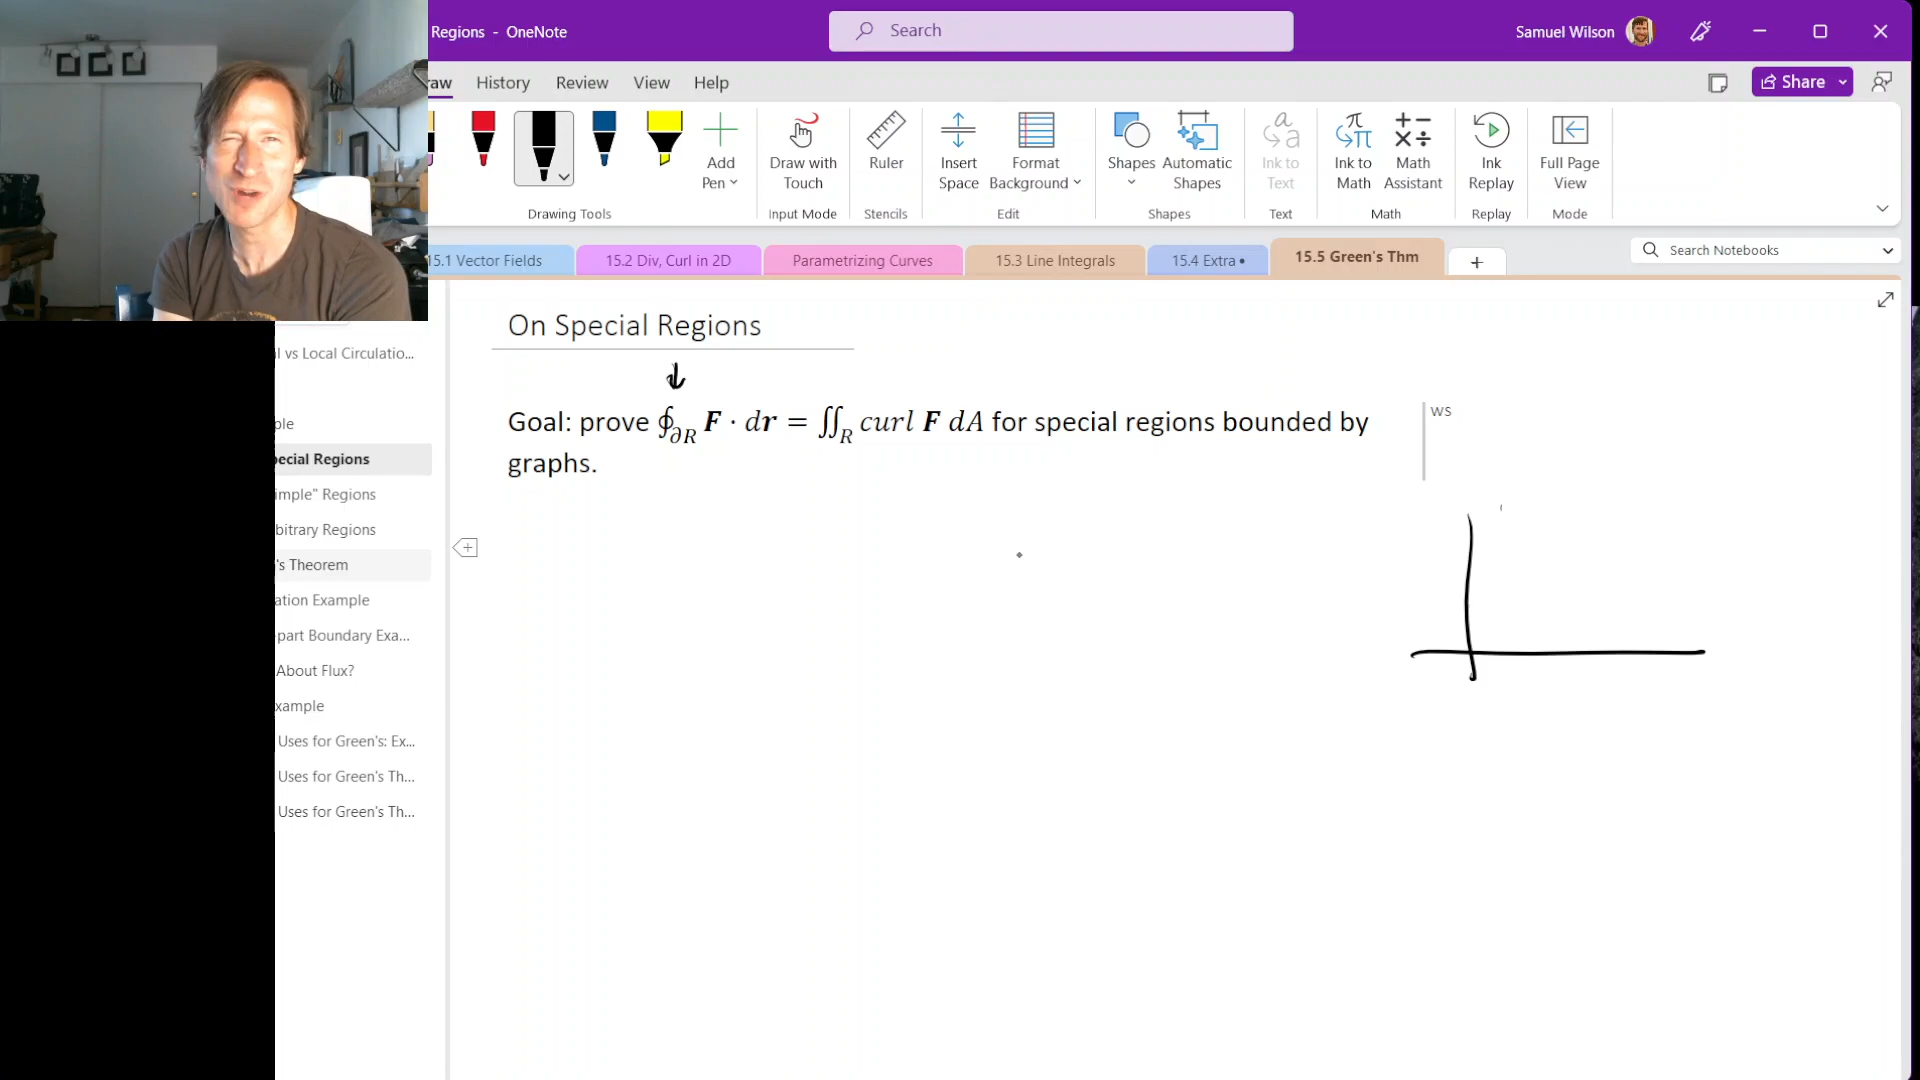 Regions - OneNote
Search
Samuel Wilson
raw History Review View Help
Share
Add Pen
Draw with Touch
Ruler
Insert Space
Format Background
Shapes
Automatic Shapes
Ink to Text
Ink to Math
Math Assistant
Ink Replay
Full Page View
Drawing Tools
Input Mode
Stencils
Edit
Shapes
Text
Math
Replay
Mode
15.1 Vector Fields
15.2 Div, Curl in 2D
Parametrizing Curves
15.3 Line Integrals
15.4 Extra •
15.5 Green's Thm
Search Notebooks
On Special Regions
l vs Local Circulatio...
ple
pecial Regions
imple" Regions
bitrary Regions
's Theorem
ation Example
part Boundary Exa...
About Flux?
xample
Uses for Green's: Ex...
Uses for Green's Th...
Uses for Green's Th...
Goal: prove ∮∂R F · dr = ∬R curl F dA for special regions bounded by
graphs.
ws